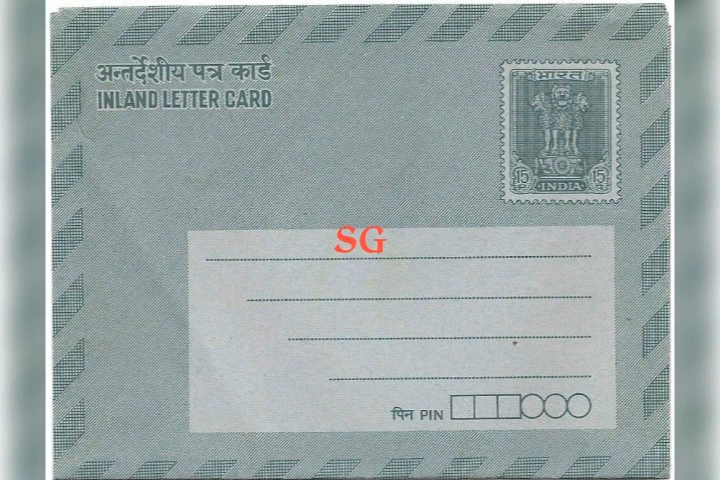 अन्तर्देशीय पत्र कार्ड
INLAND LETTER CARD
भारत
15 P
15 प.
INDIA
SG
पिन PIN